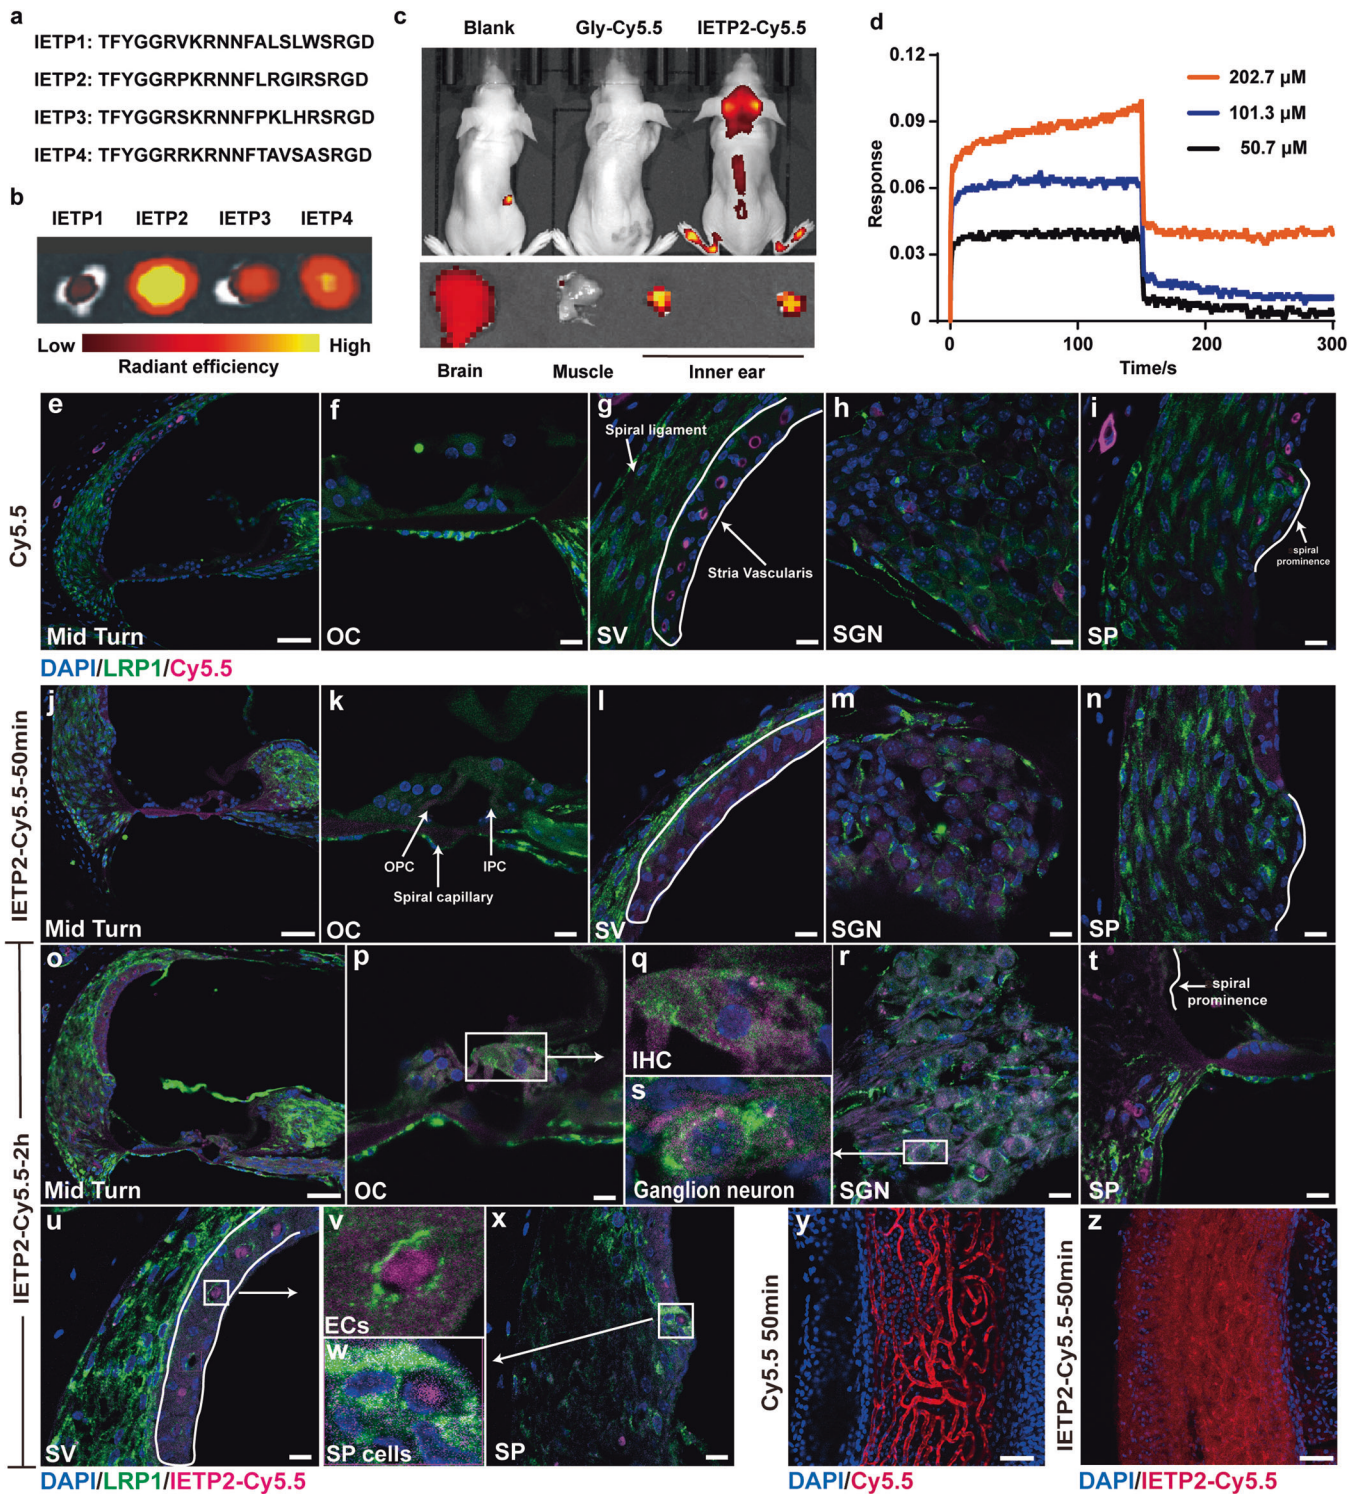 a
IETP1: TFYGGRVKRNNFALSLWSRGD
IETP2: TFYGGRPKRNNFLRGIRSRGD
IETP3: TFYGGRSKRNNFPKLHRSRGD
IETP4: TFYGGRRKRNNFTAVSASRGD
b
IETP1 IETP2 IETP3 IETP4
Low High
Radiant efficiency
c
Blank Gly-Cy5.5 IETP2-Cy5.5
Brain Muscle Inner ear
d
0.12
0.09
0.06
0.03
0
Response
202.7 μM
101.3 μM
50.7 μM
0 100 200 300
Time/s
Cy5.5
e
Mid Turn
f
OC
g
Spiral ligament
Stria Vascularis
SV
h
SGN
i
spiral
prominence
SP
DAPI/LRP1/Cy5.5
IETP2-Cy5.5-50min
j
Mid Turn
k
OPC IPC
Spiral capillary
OC
l
SV
m
SGN
n
SP
IETP2-Cy5.5-2h
o
Mid Turn
p
OC
q
IHC
s
Ganglion neuron
r
SGN
t
spiral
prominence
SP
u
SV
v
ECs
w
SP cells
x
SP
DAPI/LRP1/IETP2-Cy5.5
Cy5.5 50min
y
DAPI/Cy5.5
IETP2-Cy5.5-50min
z
DAPI/IETP2-Cy5.5